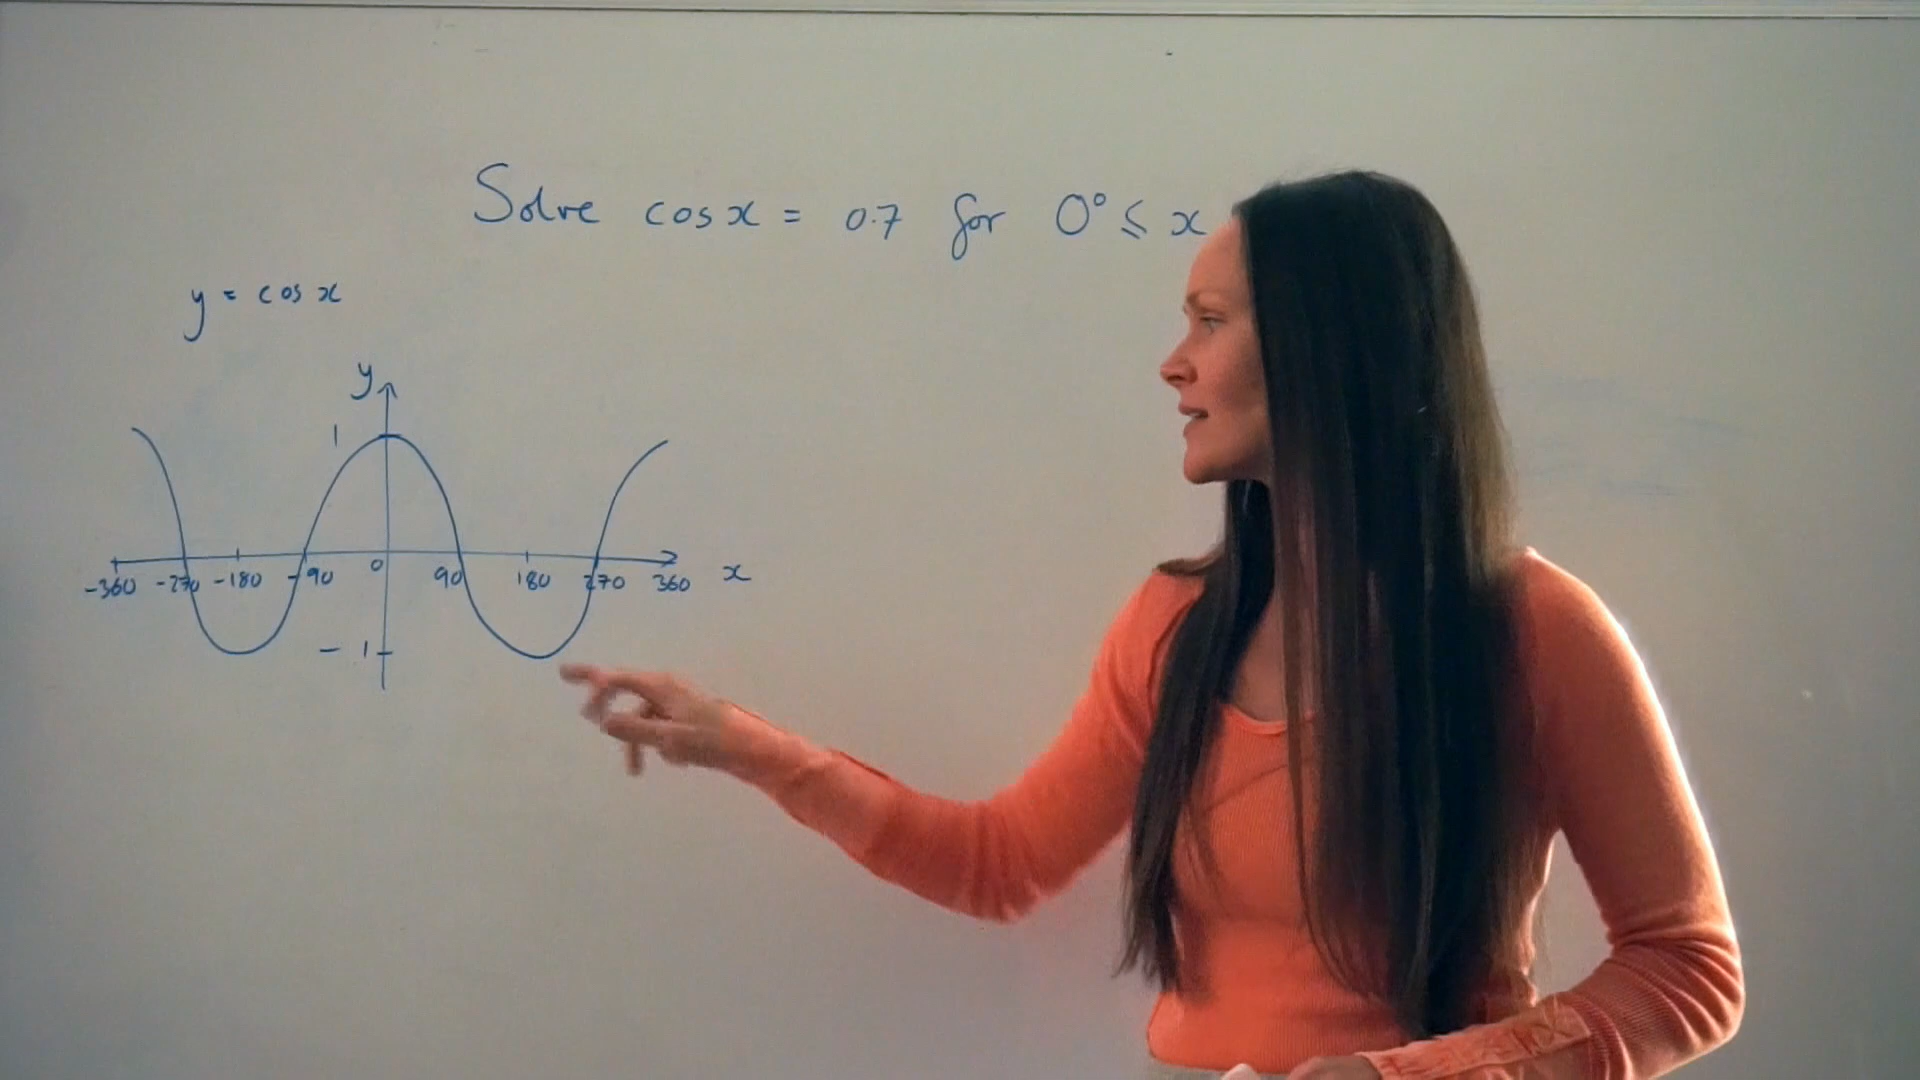 Solve cos x = 0.7 for 0° ≤ x
y = cos x
y
1
-360 -270 -180 -90 0 90 180 270 360 x
-1